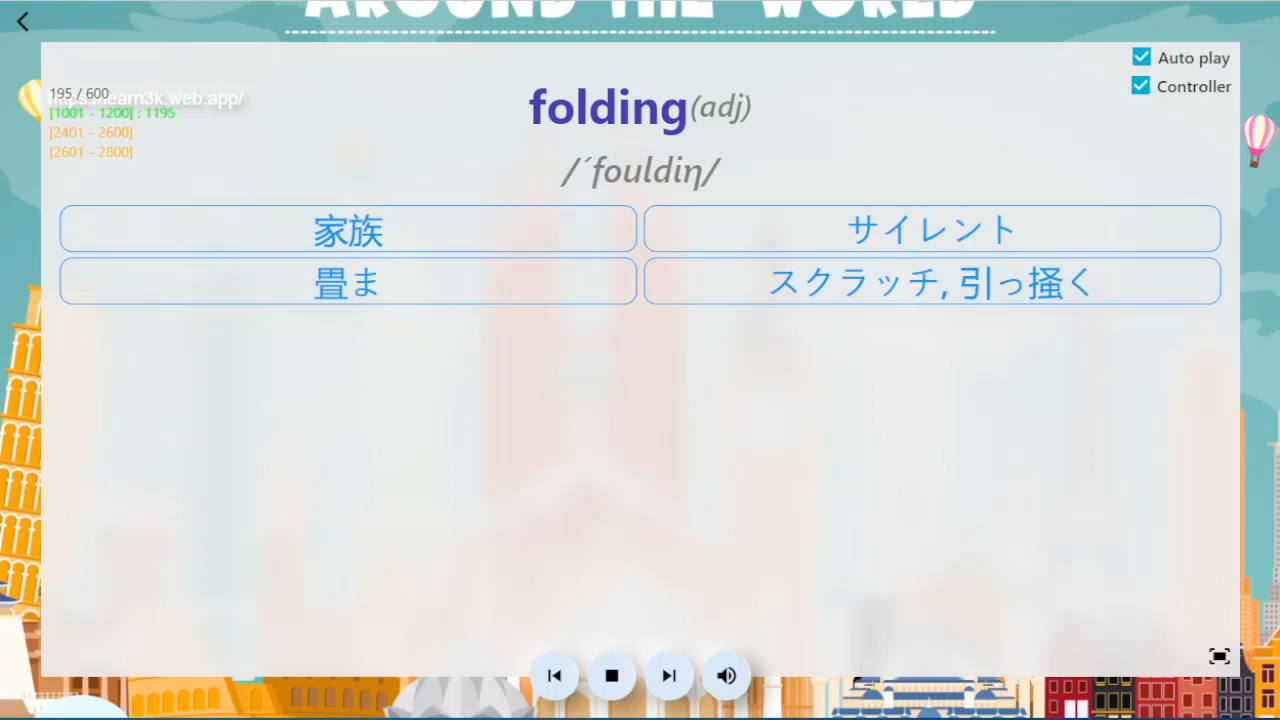 AROUND THE WORLD
Auto play
Controller
195 / 600
https://learn3k.web.app/
[1001 - 1200] : 1195
[2401 - 2600]
[2601 - 2800]
folding(adj)
/´fouldiη/
家族
サイレント
畳ま
スクラッチ, 引っ掻く